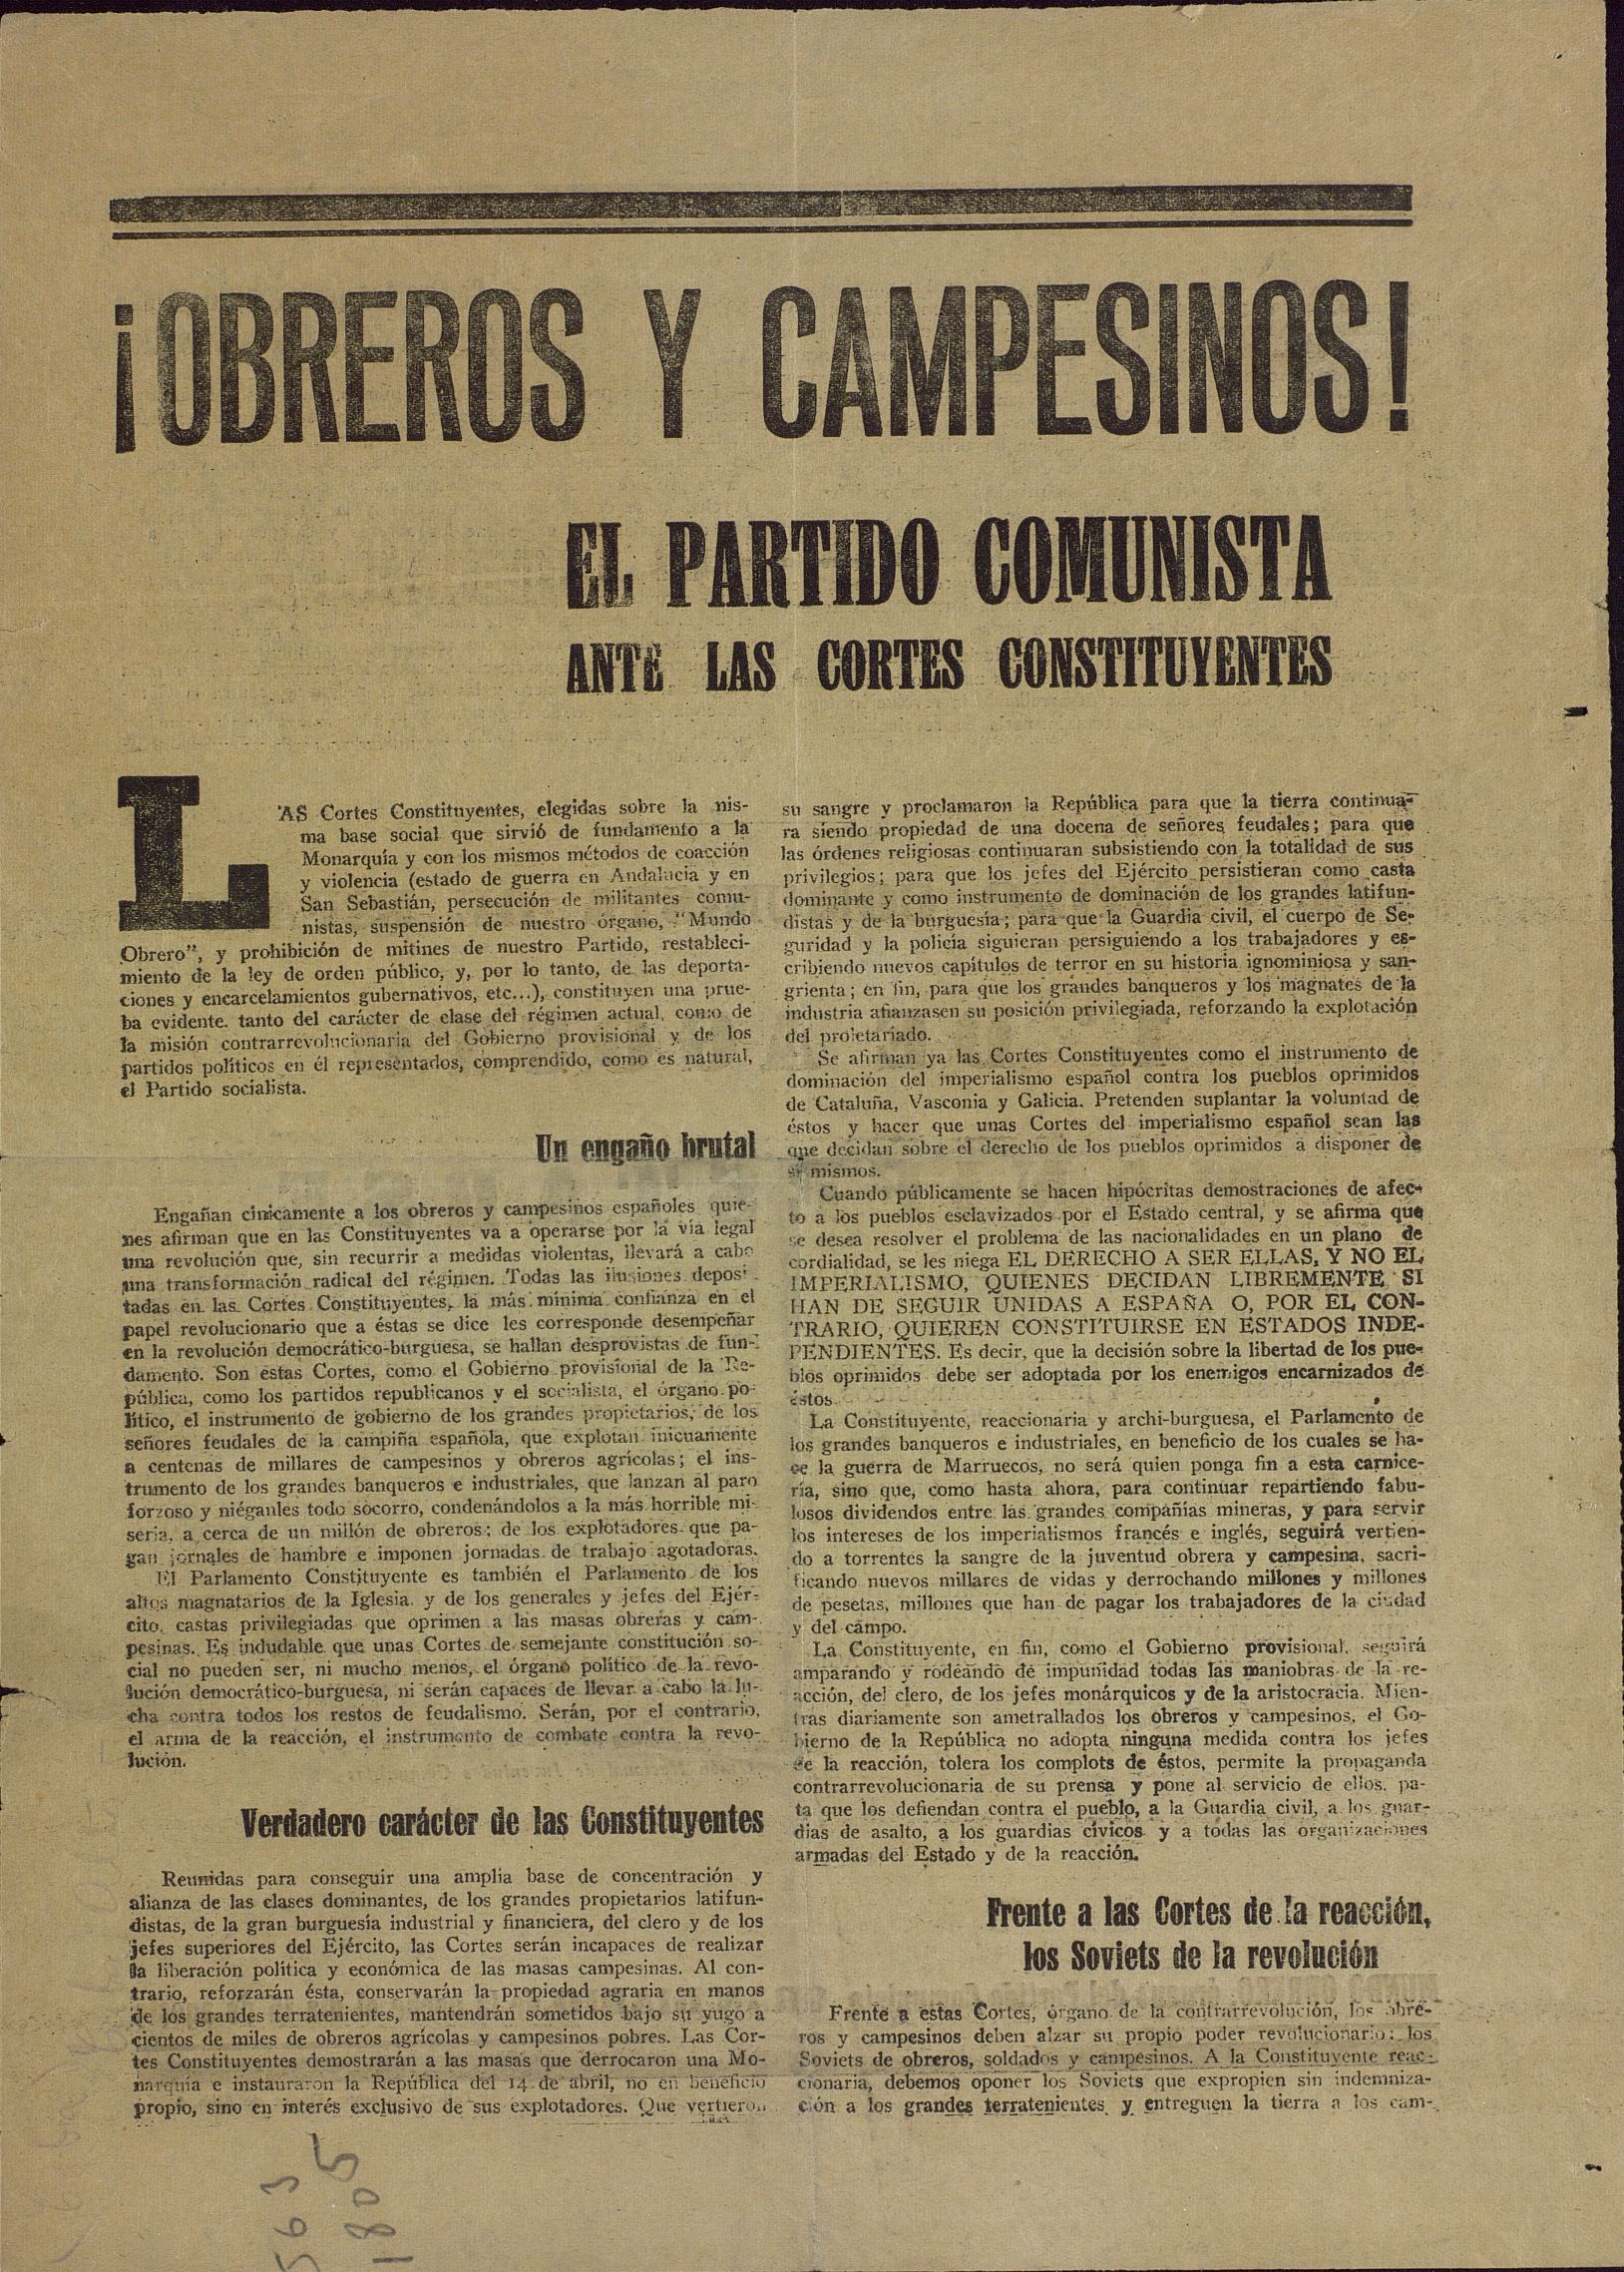 ¡OBREROS Y CAMPESINOS!
EL PARTIDO COMUNISTA
ANTE LAS CORTES CONSTITUYENTES
LAS Cortes Constituyentes, elegidas sobre la nis-
ma base social que sirvió de fundamento a la
Monarquía y con los mismos métodos de coacción
y violencia (estado de guerra en Andalucía y en
San Sebastián, persecución de militantes comu-
nistas, suspensión de nuestro órgano, "Mundo
Obrero", y prohibición de mitines de nuestro Partido, restableci-
miento de la ley de orden público, y, por lo tanto, de las deporta-
ciones y encarcelamientos gubernativos, etc...), constituyen una prue-
ba evidente. tanto del carácter de clase del régimen actual, como de
la misión contrarrevolucionaria del Gobierno provisional y de los
partidos políticos en él representados, comprendido, como es natural,
el Partido socialista.
Un engaño brutal
Engañan cínicamente a los obreros y campesinos españoles quie-
nes afirman que en las Constituyentes va a operarse por la vía legal
una revolución que, sin recurrir a medidas violentas, llevará a cabo
una transformación radical del régimen. Todas las ilusiones deposi-
tadas en las Cortes Constituyentes, la más mínima confianza en el
papel revolucionario que a éstas se dice les corresponde desempeñar
en la revolución democrático-burguesa, se hallan desprovistas de fun-
damento. Son estas Cortes, como el Gobierno provisional de la Re-
pública, como los partidos republicanos y el socialista, el órgano po-
lítico, el instrumento de gobierno de los grandes propietarios, de los
señores feudales de la campiña española, que explotan inicuamente
a centenas de millares de campesinos y obreros agrícolas; el ins-
trumento de los grandes banqueros e industriales, que lanzan al paro
forzoso y niéganles todo socorro, condenándolos a la más horrible mi-
seria, a cerca de un millón de obreros; de los explotadores que pa-
gan jornales de hambre e imponen jornadas de trabajo agotadoras.
El Parlamento Constituyente es también el Parlamento de los
altos magnatarios de la Iglesia, y de los generales y jefes del Ejér-
cito, castas privilegiadas que oprimen a las masas obreras y cam-
pesinas. Es indudable que unas Cortes de semejante constitución so-
cial no pueden ser, ni mucho menos, el órgano político de la revo-
lución democrático-burguesa, ni serán capaces de llevar a cabo la lu-
cha contra todos los restos de feudalismo. Serán, por el contrario,
el arma de la reacción, el instrumento de combate contra la revo-
lución.
Verdadero carácter de las Constituyentes
Reunidas para conseguir una amplia base de concentración y
alianza de las clases dominantes, de los grandes propietarios latifun-
distas, de la gran burguesía industrial y financiera, del clero y de los
jefes superiores del Ejército, las Cortes serán incapaces de realizar
la liberación política y económica de las masas campesinas. Al con-
trario, reforzarán ésta, conservarán la propiedad agraria en manos
de los grandes terratenientes, mantendrán sometidos bajo su yugo a
cientos de miles de obreros agrícolas y campesinos pobres. Las Cor-
tes Constituyentes demostrarán a las masas que derrocaron una Mo-
narquía e instauraron la República del 14 de abril, no en beneficio
propio, sino en interés exclusivo de sus explotadores. Que vertieron
su sangre y proclamaron la República para que la tierra continua-
ra siendo propiedad de una docena de señores feudales; para que
las órdenes religiosas continuaran subsistiendo con la totalidad de sus
privilegios; para que los jefes del Ejército persistieran como casta
dominante y como instrumento de dominación de los grandes latifun-
distas y de la burguesía; para que la Guardia civil, el cuerpo de Se-
guridad y la policía siguieran persiguiendo a los trabajadores y es-
cribiendo nuevos capítulos de terror en su historia ignominiosa y san-
grienta; en fin, para que los grandes banqueros y los magnates de la
industria afianzasen su posición privilegiada, reforzando la explotación
del proletariado.
Se afirman ya las Cortes Constituyentes como el instrumento de
dominación del imperialismo español contra los pueblos oprimidos
de Cataluña, Vasconia y Galicia. Pretenden suplantar la voluntad de
éstos y hacer que unas Cortes del imperialismo español sean las
que decidan sobre el derecho de los pueblos oprimidos a disponer de
sí mismos.
Cuando públicamente se hacen hipócritas demostraciones de afec-
to a los pueblos esclavizados por el Estado central, y se afirma que
se desea resolver el problema de las nacionalidades en un plano de
cordialidad, se les niega EL DERECHO A SER ELLAS, Y NO EL
IMPERIALISMO, QUIENES DECIDAN LIBREMENTE SI
HAN DE SEGUIR UNIDAS A ESPAÑA O, POR EL CON-
TRARIO, QUIEREN CONSTITUIRSE EN ESTADOS INDE-
PENDIENTES. Es decir, que la decisión sobre la libertad de los pue-
blos oprimidos debe ser adoptada por los enemigos encarnizados de
éstos.
La Constituyente, reaccionaria y archi-burguesa, el Parlamento de
los grandes banqueros e industriales, en beneficio de los cuales se ha-
ce la guerra de Marruecos, no será quien ponga fin a esta carnice-
ría, sino que, como hasta ahora, para continuar repartiendo fabu-
losos dividendos entre las grandes compañías mineras, y para servir
los intereses de los imperialismos francés e inglés, seguirá vertien-
do a torrentes la sangre de la juventud obrera y campesina, sacri-
ficando nuevos millares de vidas y derrochando millones y millones
de pesetas, millones que han de pagar los trabajadores de la ciudad
y del campo.
La Constituyente, en fin, como el Gobierno provisional, seguirá
amparando y rodeando de impunidad todas las maniobras de la re-
acción, del clero, de los jefes monárquicos y de la aristocracia. Mien-
tras diariamente son ametrallados los obreros y campesinos, el Go-
bierno de la República no adopta ninguna medida contra los jefes
de la reacción, tolera los complots de éstos, permite la propaganda
contrarrevolucionaria de su prensa y pone al servicio de ellos, pa-
ta que los defiendan contra el pueblo, a la Guardia civil, a los guar-
dias de asalto, a los guardias cívicos y a todas las organizaciones
armadas del Estado y de la reacción.
Frente a las Cortes de la reacción,
los Soviets de la revolución
Frente a estas Cortes, órgano de la contrarrevolución, los obre-
ros y campesinos deben alzar su propio poder revolucionario: los
Soviets de obreros, soldados y campesinos. A la Constituyente reac-
cionaria, debemos oponer los Soviets que expropien sin indemniza-
ción a los grandes terratenientes y entreguen la tierra a los cam-
563
1805